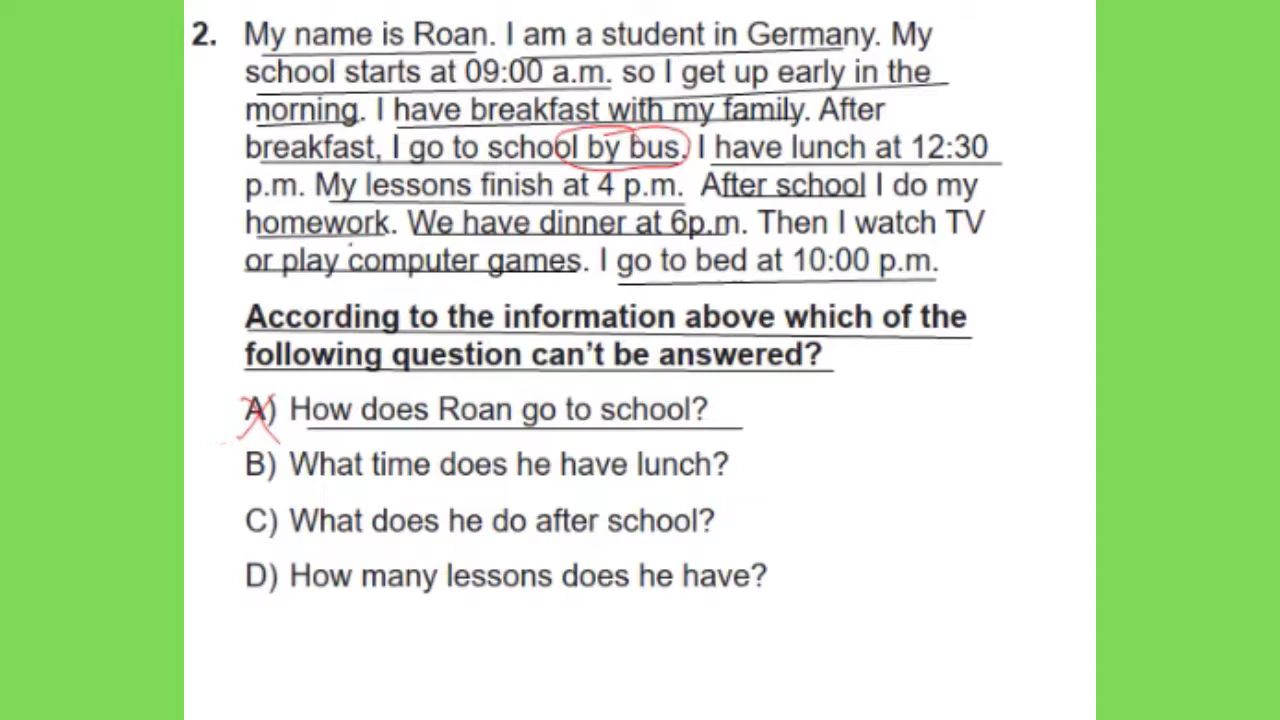 2. My name is Roan. I am a student in Germany. My
school starts at 09:00 a.m. so I get up early in the
morning. I have breakfast with my family. After
breakfast, I go to school by bus. I have lunch at 12:30
p.m. My lessons finish at 4 p.m. After school I do my
homework. We have dinner at 6p.m. Then I watch TV
or play computer games. I go to bed at 10:00 p.m.
According to the information above which of the
following question can't be answered?
A) How does Roan go to school?
B) What time does he have lunch?
C) What does he do after school?
D) How many lessons does he have?